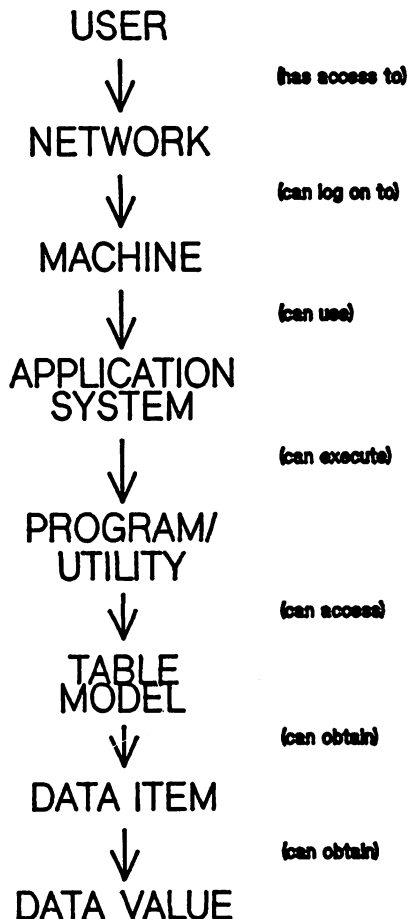 USER
(has access to)
NETWORK
(can log on to)
MACHINE
(can use)
APPLICATION
SYSTEM
(can execute)
PROGRAM/
UTILITY
(can access)
TABLE
MODEL
(can obtain)
DATA ITEM
(can obtain)
DATA VALUE